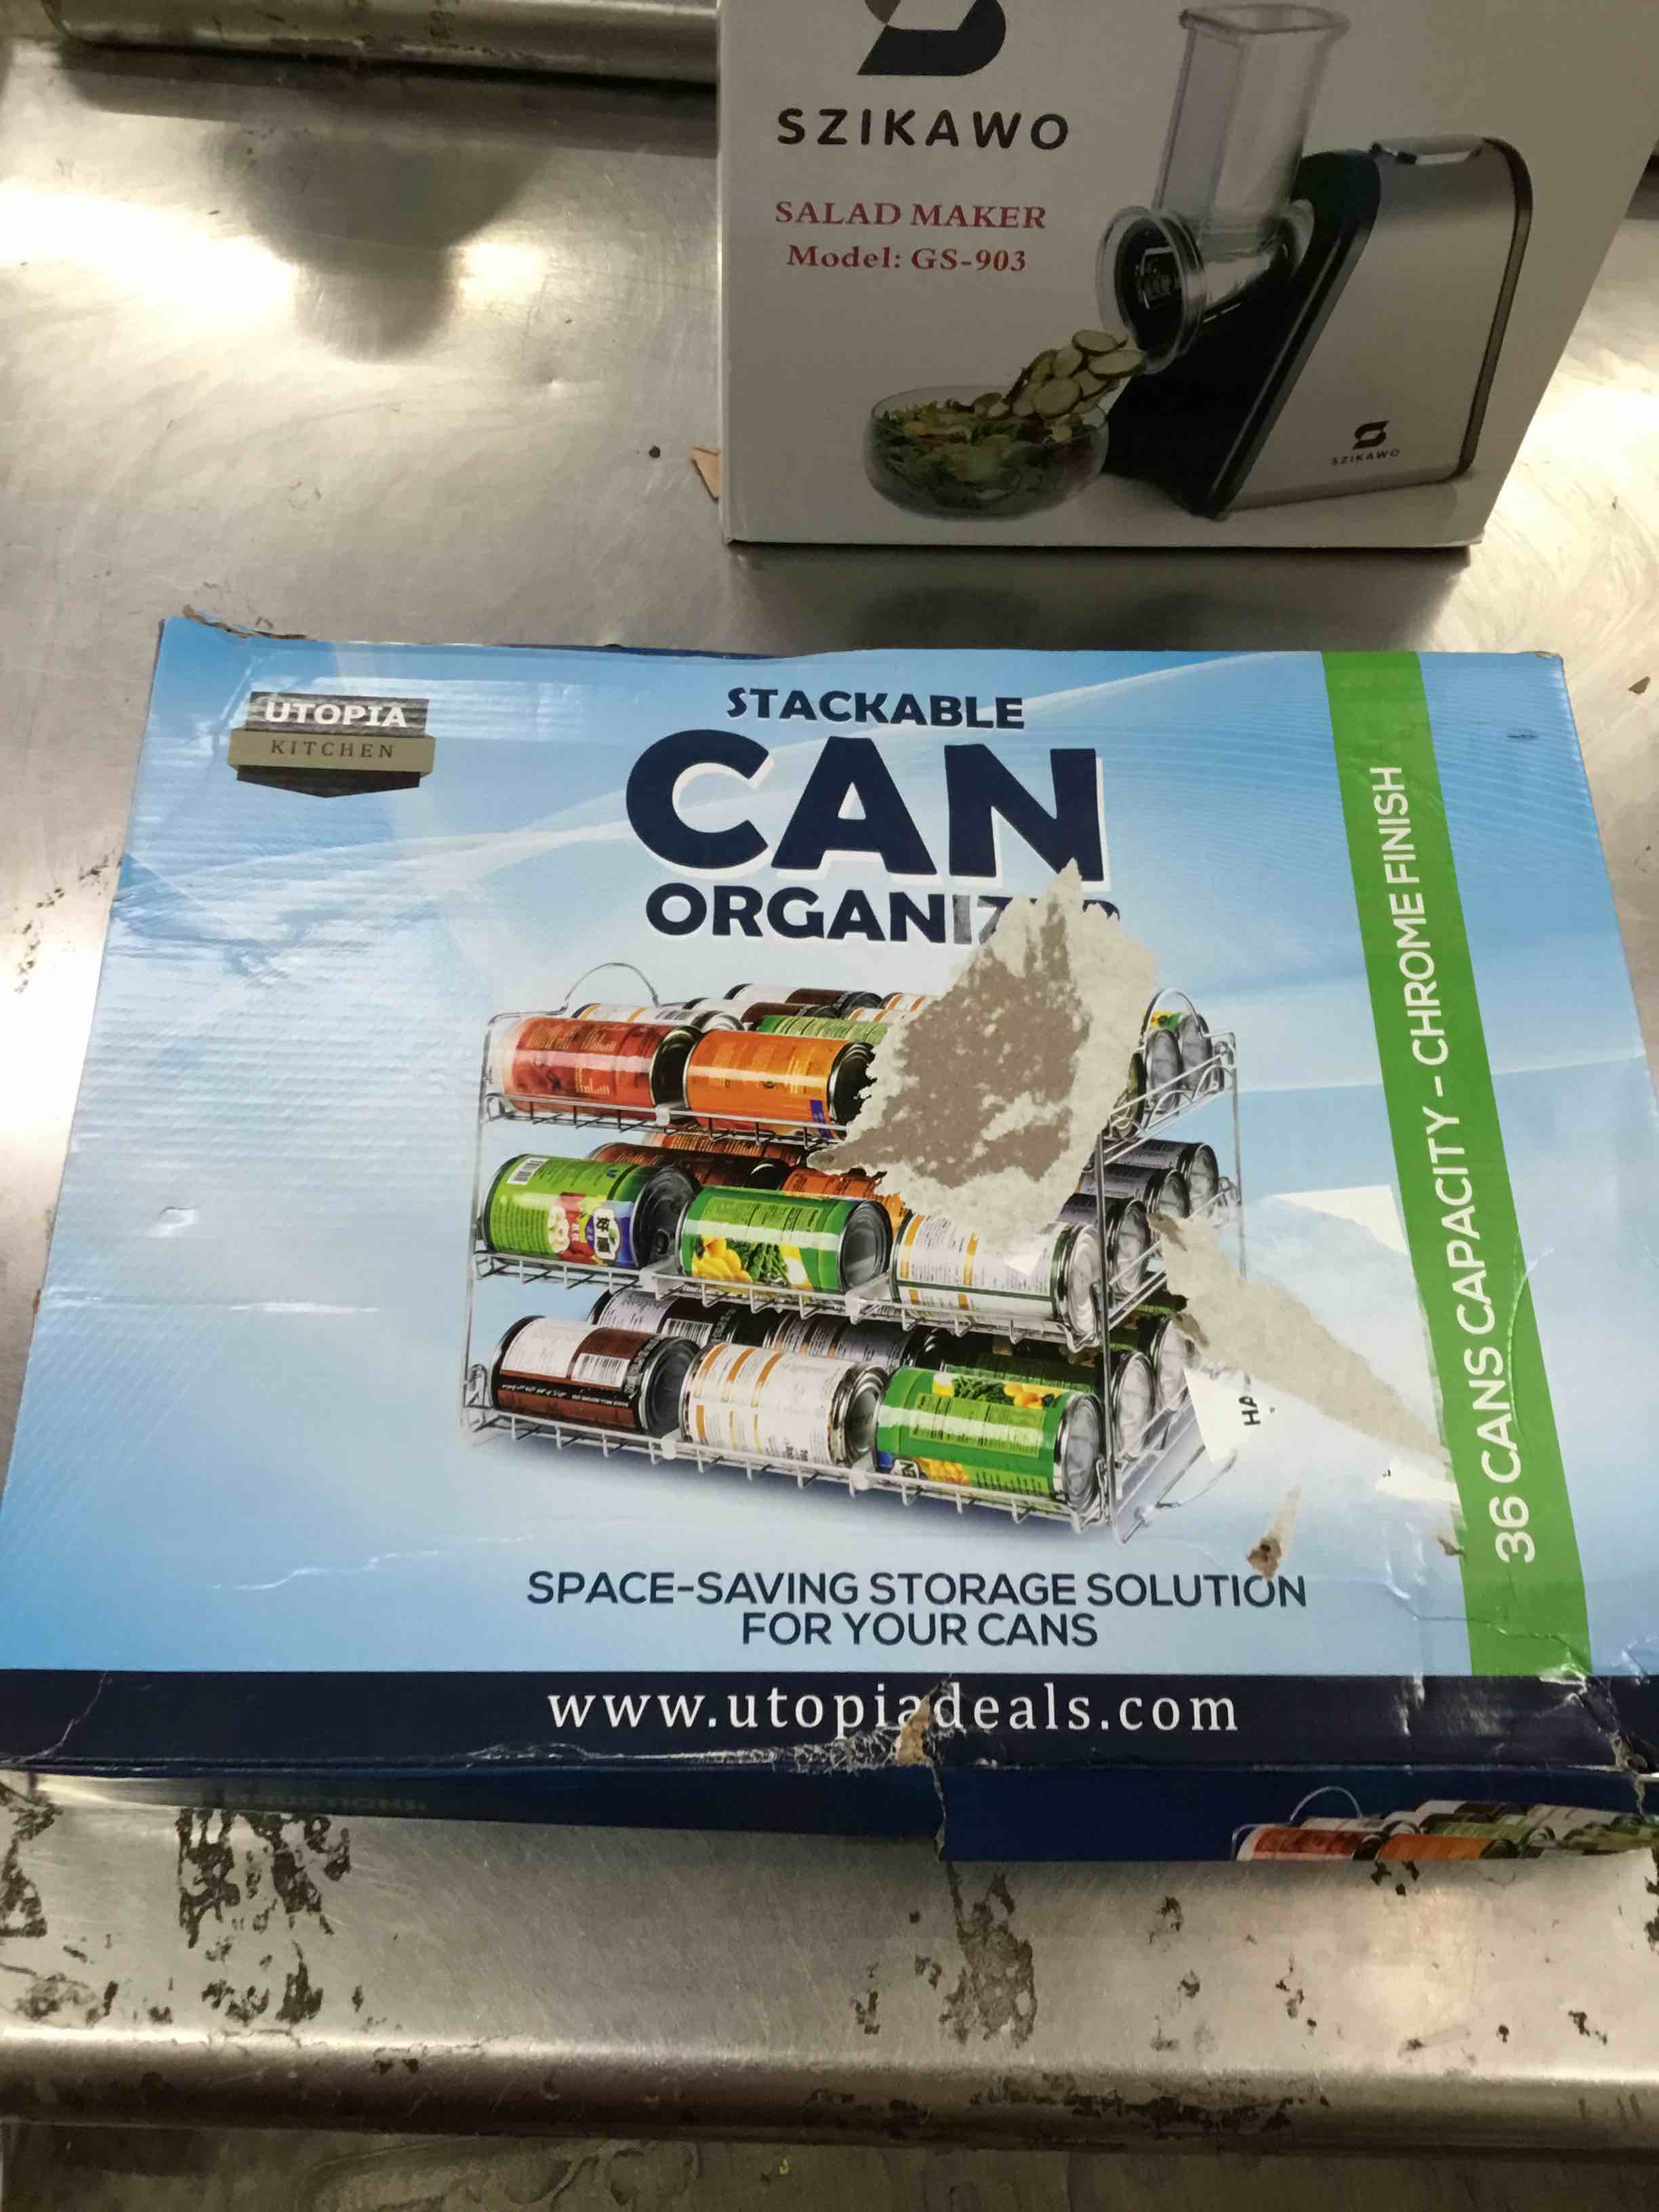 SZIKAWO
SALAD MAKER
Model: GS-903
SZIKAWO
UTOPIA
KITCHEN
STACKABLE
CAN
36 CANS CAPACITY - CHROME FINISH
HA
SPACE-SAVING STORAGE SOLUTION
FOR YOUR CANS
www.utopiadeals.com